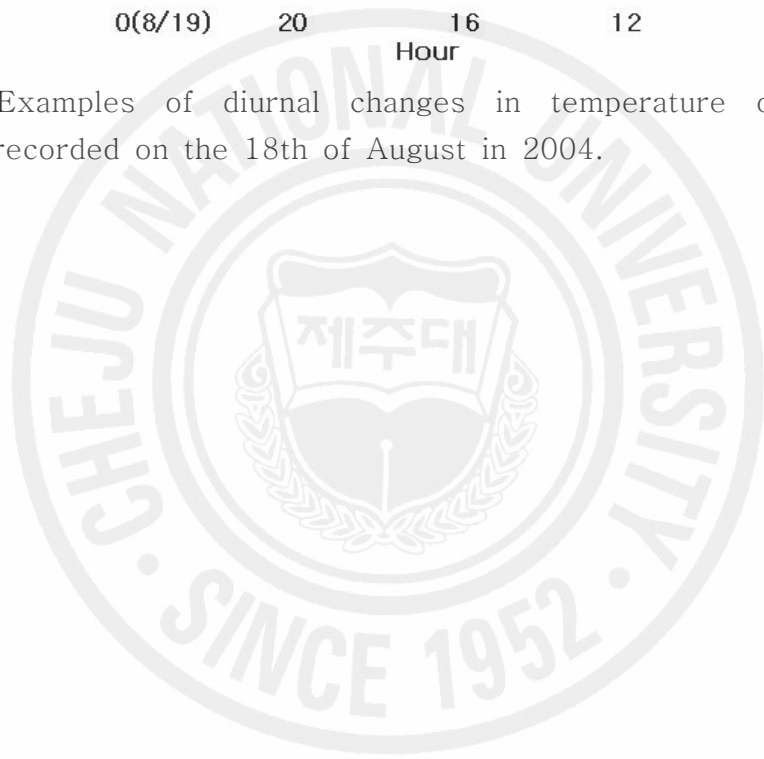 0(8/19) 20 16 12
Hour
Examples of diurnal changes in temperature
recorded on the 18th of August in 2004.
CHEJU NATIONAL UNIVERSITY
제주대
· SINCE 1952 ·